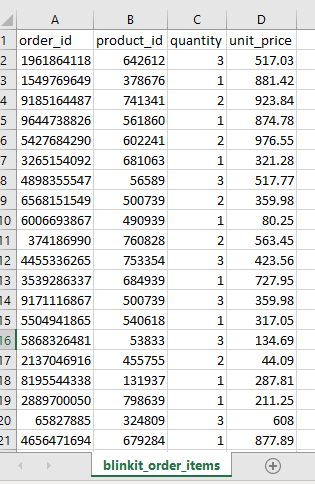 A B C D
1 order_id product_id quantity unit_price
2 1961864118 642612 3 517.03
3 1549769649 378676 1 881.42
4 9185164487 741341 2 923.84
5 9644738826 561860 1 874.78
6 5427684290 602241 2 976.55
7 3265154092 681063 1 321.28
8 4898355547 56589 3 517.77
9 6568151549 500739 2 359.98
10 6006693867 490939 1 80.25
11 374186990 760828 2 563.45
12 4455336265 753354 3 423.56
13 3539286337 684939 1 727.95
14 9171116867 500739 3 359.98
15 5504941865 540618 1 317.05
16 5868326481 53833 3 134.69
17 2137046916 455755 2 44.09
18 8195544338 131937 1 287.81
19 2889700050 798639 1 211.25
20 65827885 324809 3 608
21 4656471694 679284 1 877.89
blinkit_order_items